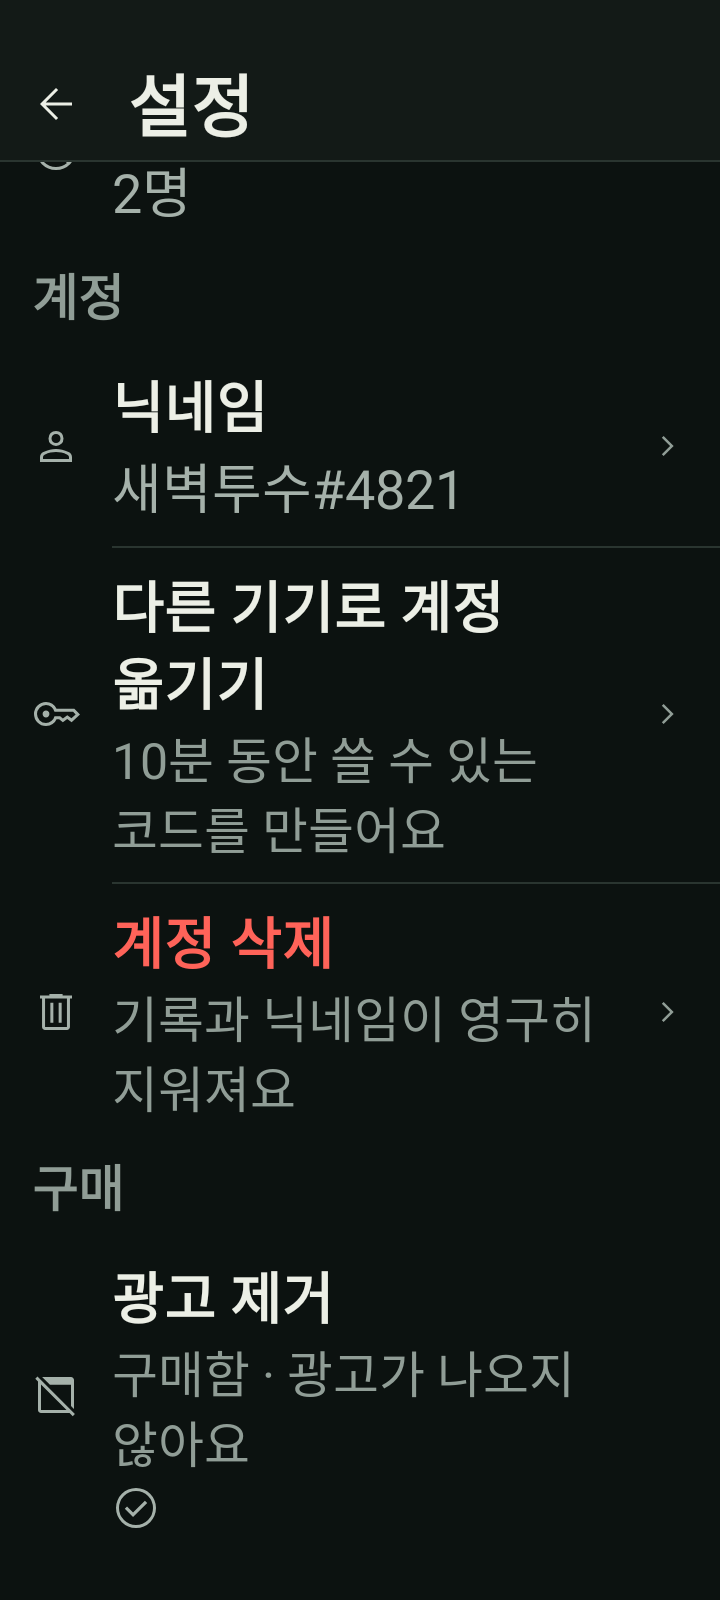 설정
2명
계정
닉네임
새벽투수#4821
다른 기기로 계정
옮기기
10분 동안 쓸 수 있는
코드를 만들어요
계정 삭제
기록과 닉네임이 영구히
지워져요
구매
광고 제거
구매함 · 광고가 나오지
않아요